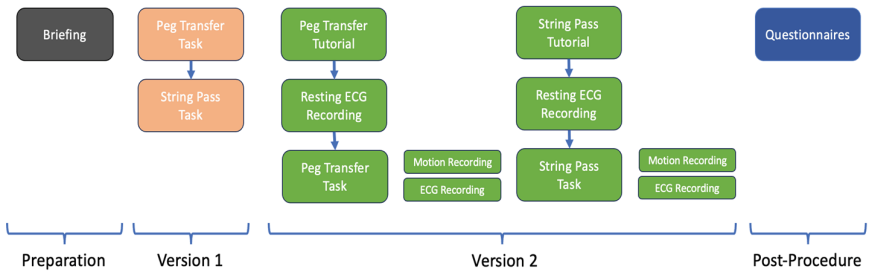 Briefing
Peg Transfer
Task
String Pass
Task
Peg Transfer
Tutorial
Resting ECG
Recording
Peg Transfer
Task
Motion Recording
ECG Recording
String Pass
Tutorial
Resting ECG
Recording
String Pass
Task
Motion Recording
ECG Recording
Questionnaires
Preparation
Version 1
Version 2
Post-Procedure